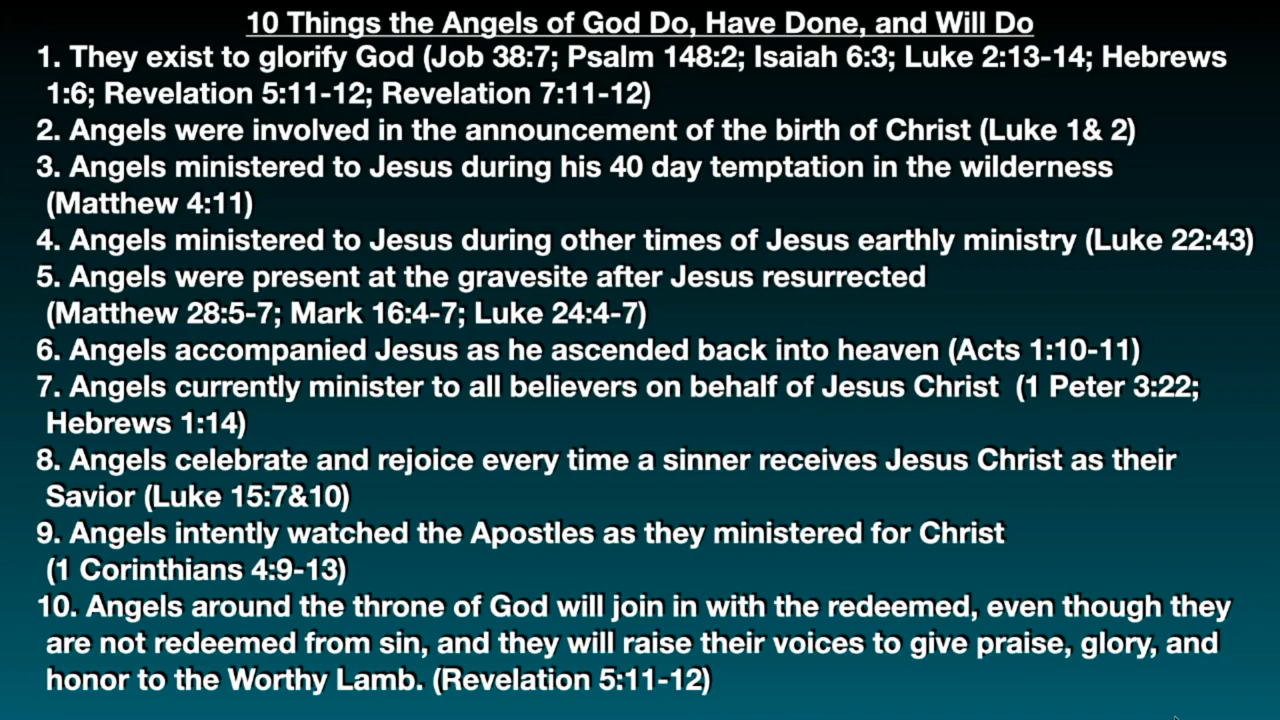 10 Things the Angels of God Do, Have Done, and Will Do
1. They exist to glorify God (Job 38:7; Psalm 148:2; Isaiah 6:3; Luke 2:13-14; Hebrews
1:6; Revelation 5:11-12; Revelation 7:11-12)
2. Angels were involved in the announcement of the birth of Christ (Luke 1& 2)
3. Angels ministered to Jesus during his 40 day temptation in the wilderness
(Matthew 4:11)
4. Angels ministered to Jesus during other times of Jesus earthly ministry (Luke 22:43)
5. Angels were present at the gravesite after Jesus resurrected
(Matthew 28:5-7; Mark 16:4-7; Luke 24:4-7)
6. Angels accompanied Jesus as he ascended back into heaven (Acts 1:10-11)
7. Angels currently minister to all believers on behalf of Jesus Christ  (1 Peter 3:22;
Hebrews 1:14)
8. Angels celebrate and rejoice every time a sinner receives Jesus Christ as their
Savior (Luke 15:7&10)
9. Angels intently watched the Apostles as they ministered for Christ
(1 Corinthians 4:9-13)
10. Angels around the throne of God will join in with the redeemed, even though they
are not redeemed from sin, and they will raise their voices to give praise, glory, and
honor to the Worthy Lamb. (Revelation 5:11-12)